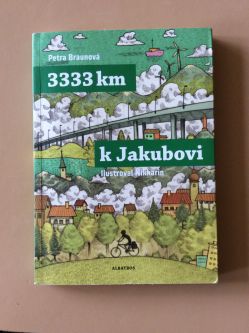 Petra Braunová
3333 km
k Jakubovi
Ilustroval Nikkarin
ALBATROS